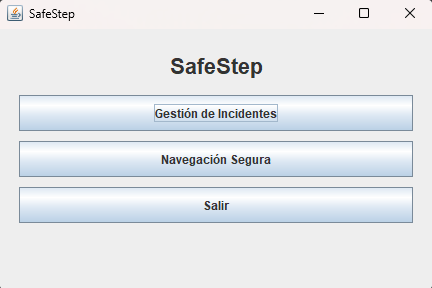 SafeStep
SafeStep
Gestión de Incidentes
Navegación Segura
Salir